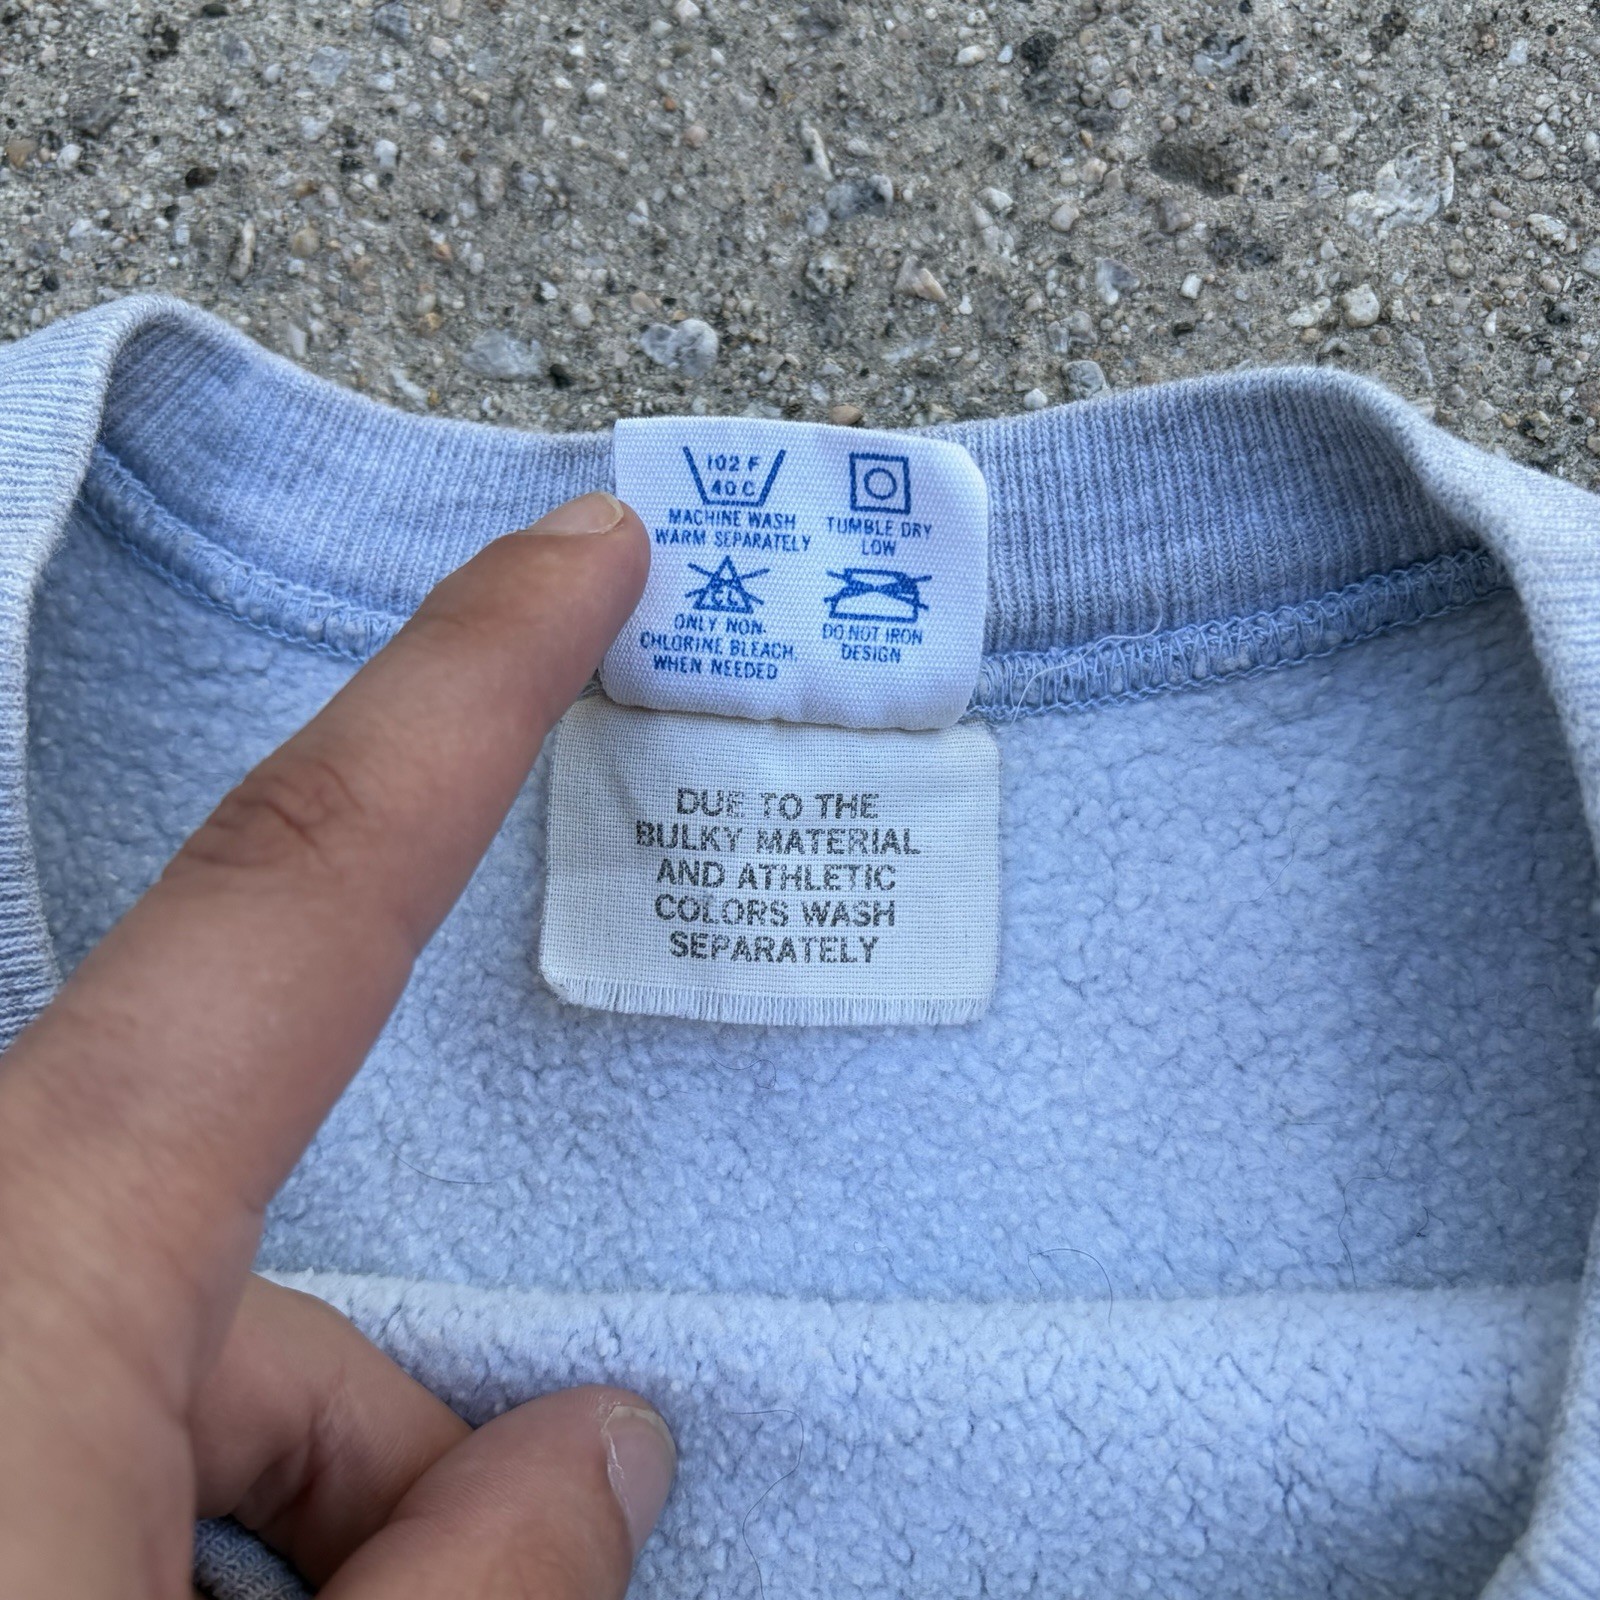 102 F
40 C
MACHINE WASH
WARM SEPARATELY
TUMBLE DRY
LOW
CL
ONLY NON-
CHLORINE BLEACH,
WHEN NEEDED
DO NOT IRON
DESIGN
DUE TO THE
BULKY MATERIAL
AND ATHLETIC
COLORS WASH
SEPARATELY